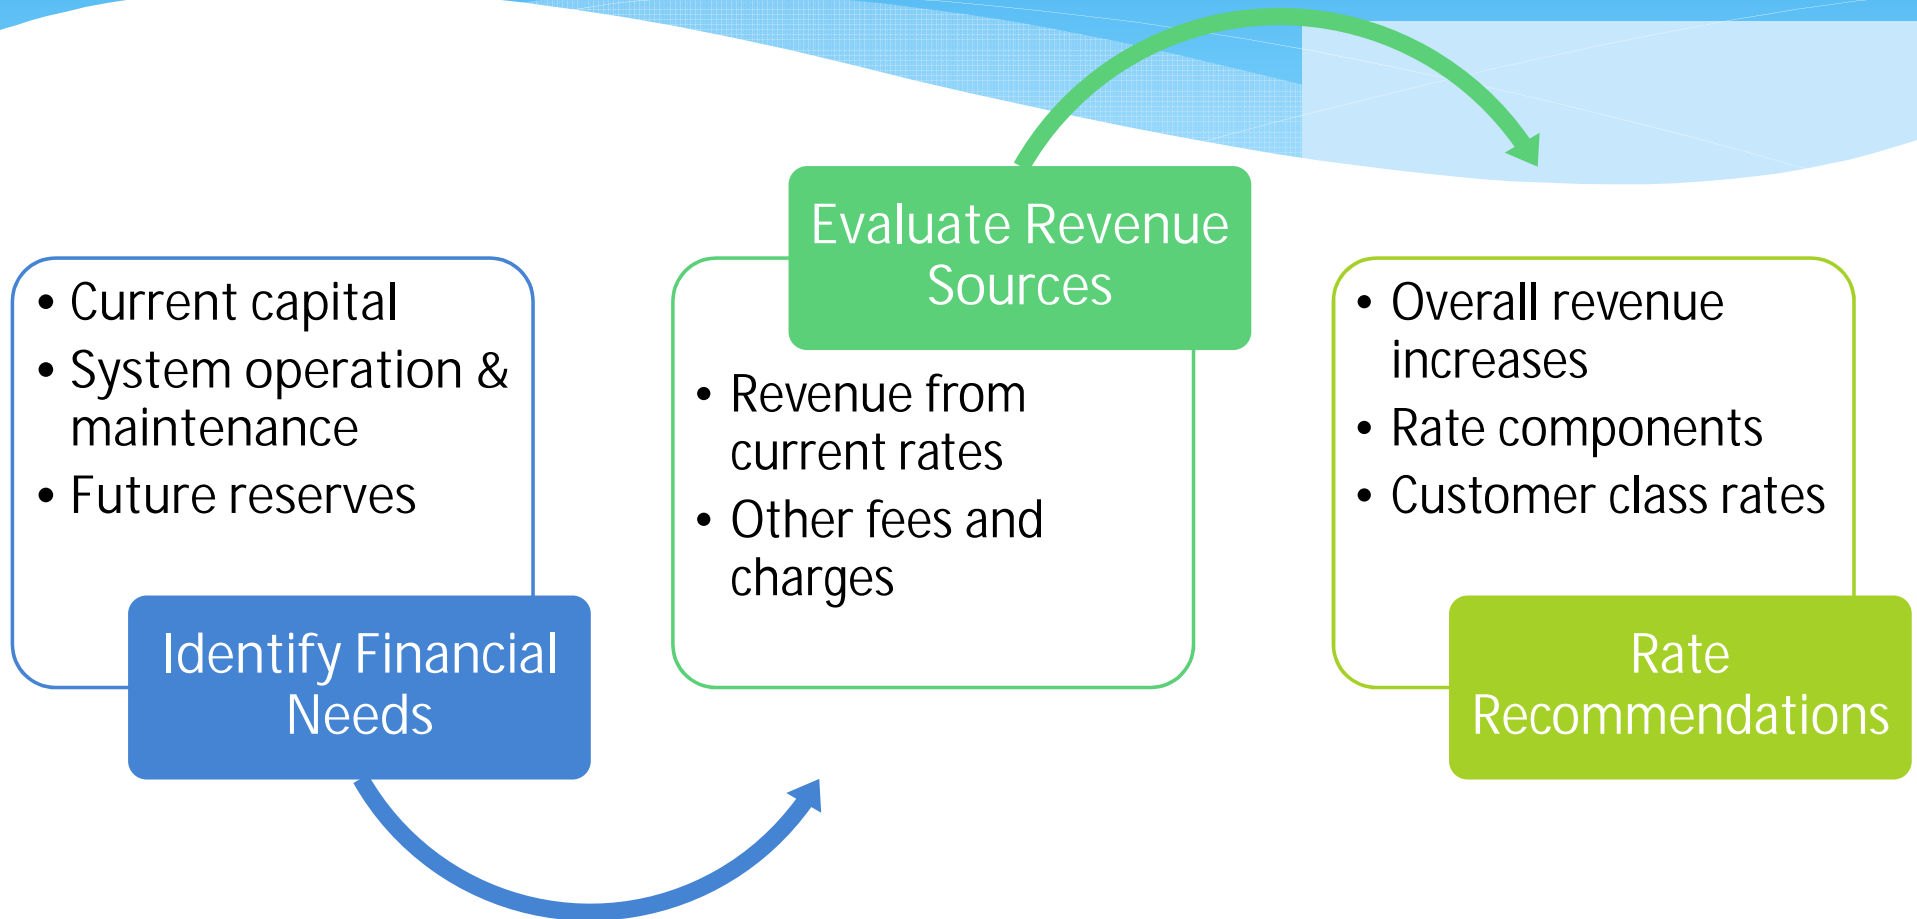 • Current capital
• System operation &
maintenance
• Future reserves
Identify Financial
Needs
Evaluate Revenue
Sources
• Revenue from
current rates
• Other fees and
charges
• Overall revenue
increases
• Rate components
• Customer class rates
Rate
Recommendations